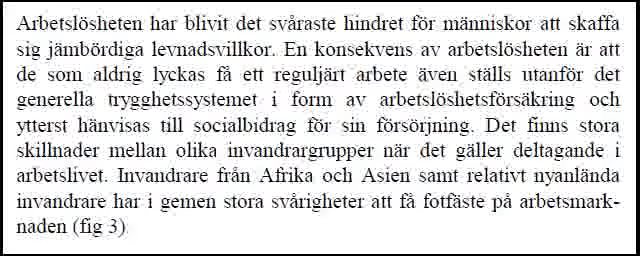 Arbetslösheten har blivit det svåraste hindret för människor att skaffa
sig jämbördiga levnadsvillkor. En konsekvens av arbetslösheten är att
de som aldrig lyckas få ett reguljärt arbete även ställs utanför det
generella trygghetssystemet i form av arbetslöshetsförsäkring och
ytterst hänvisas till socialbidrag för sin försörjning. Det finns stora
skillnader mellan olika invandrargrupper när det gäller deltagande i
arbetslivet. Invandrare från Afrika och Asien samt relativt nyanlända
invandrare har i gemen stora svårigheter att få fotfäste på arbetsmark-
naden (fig 3).